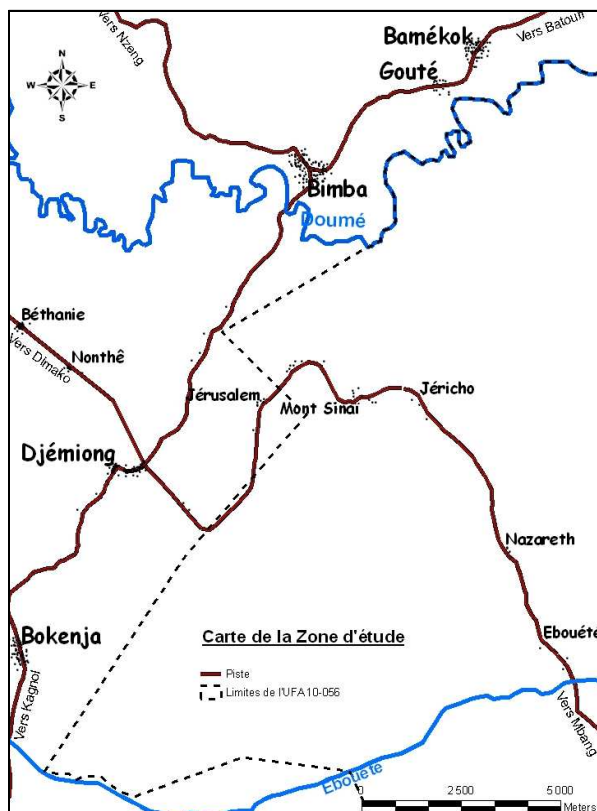 Vers Nzeng
N
W E
S
Bamékok
Vers Batouri
Gouté
Bimba
Doumé
Béthanie
Vers Dimako
Nonthê
Jérusalem
Mont Sinaï
Jéricho
Djémiong
Nazareth
Bokenja
Ebouété
Carte de la Zone d'étude
Piste
Limites de l'UFA10-056
Vers Kagnol
Vers Mbang
Ebouété
0 2 500 5 000
Meters